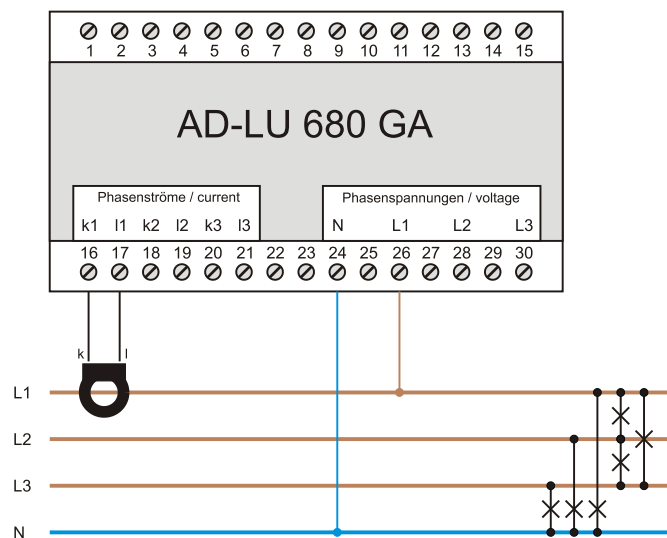 1 2 3 4 5 6 7 8 9 10 11 12 13 14 15
AD-LU 680 GA
Phasenströme / current
Phasenspannungen / voltage
k1 l1 k2 l2 k3 l3
N L1 L2 L3
16 17 18 19 20 21 22 23 24 25 26 27 28 29 30
k l
L1
L2
L3
N